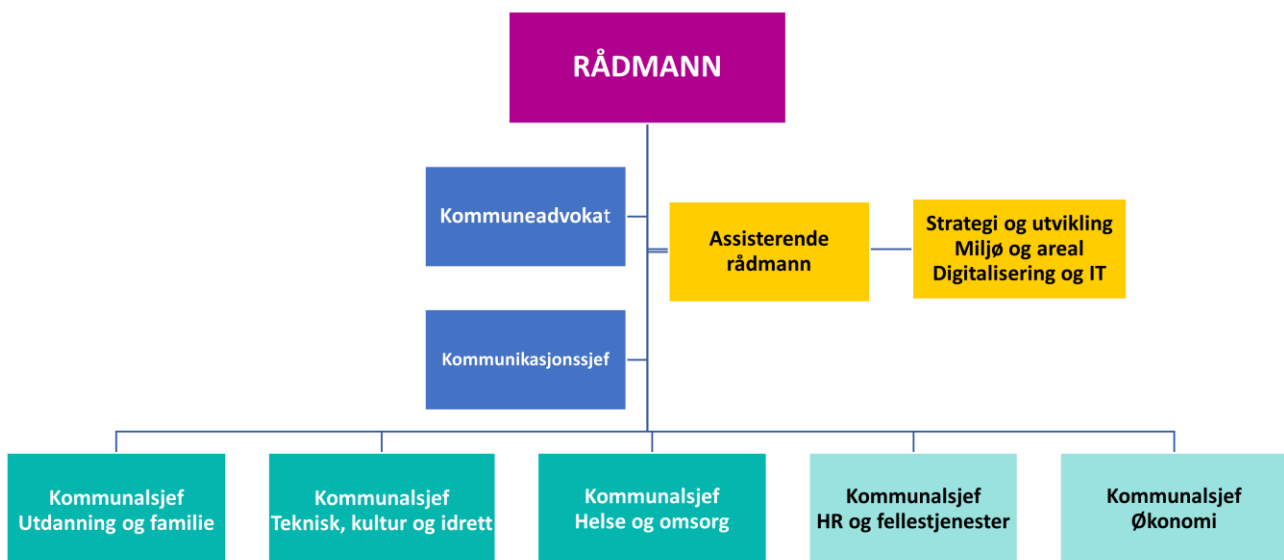 RÅDMANN
Kommuneadvokat
Assisterende
rådmann
Strategi og utvikling
Miljø og areal
Digitalisering og IT
Kommunikasjonssjef
Kommunalsjef
Utdanning og familie
Kommunalsjef
Teknisk, kultur og idrett
Kommunalsjef
Helse og omsorg
Kommunalsjef
HR og fellestjenester
Kommunalsjef
Økonomi